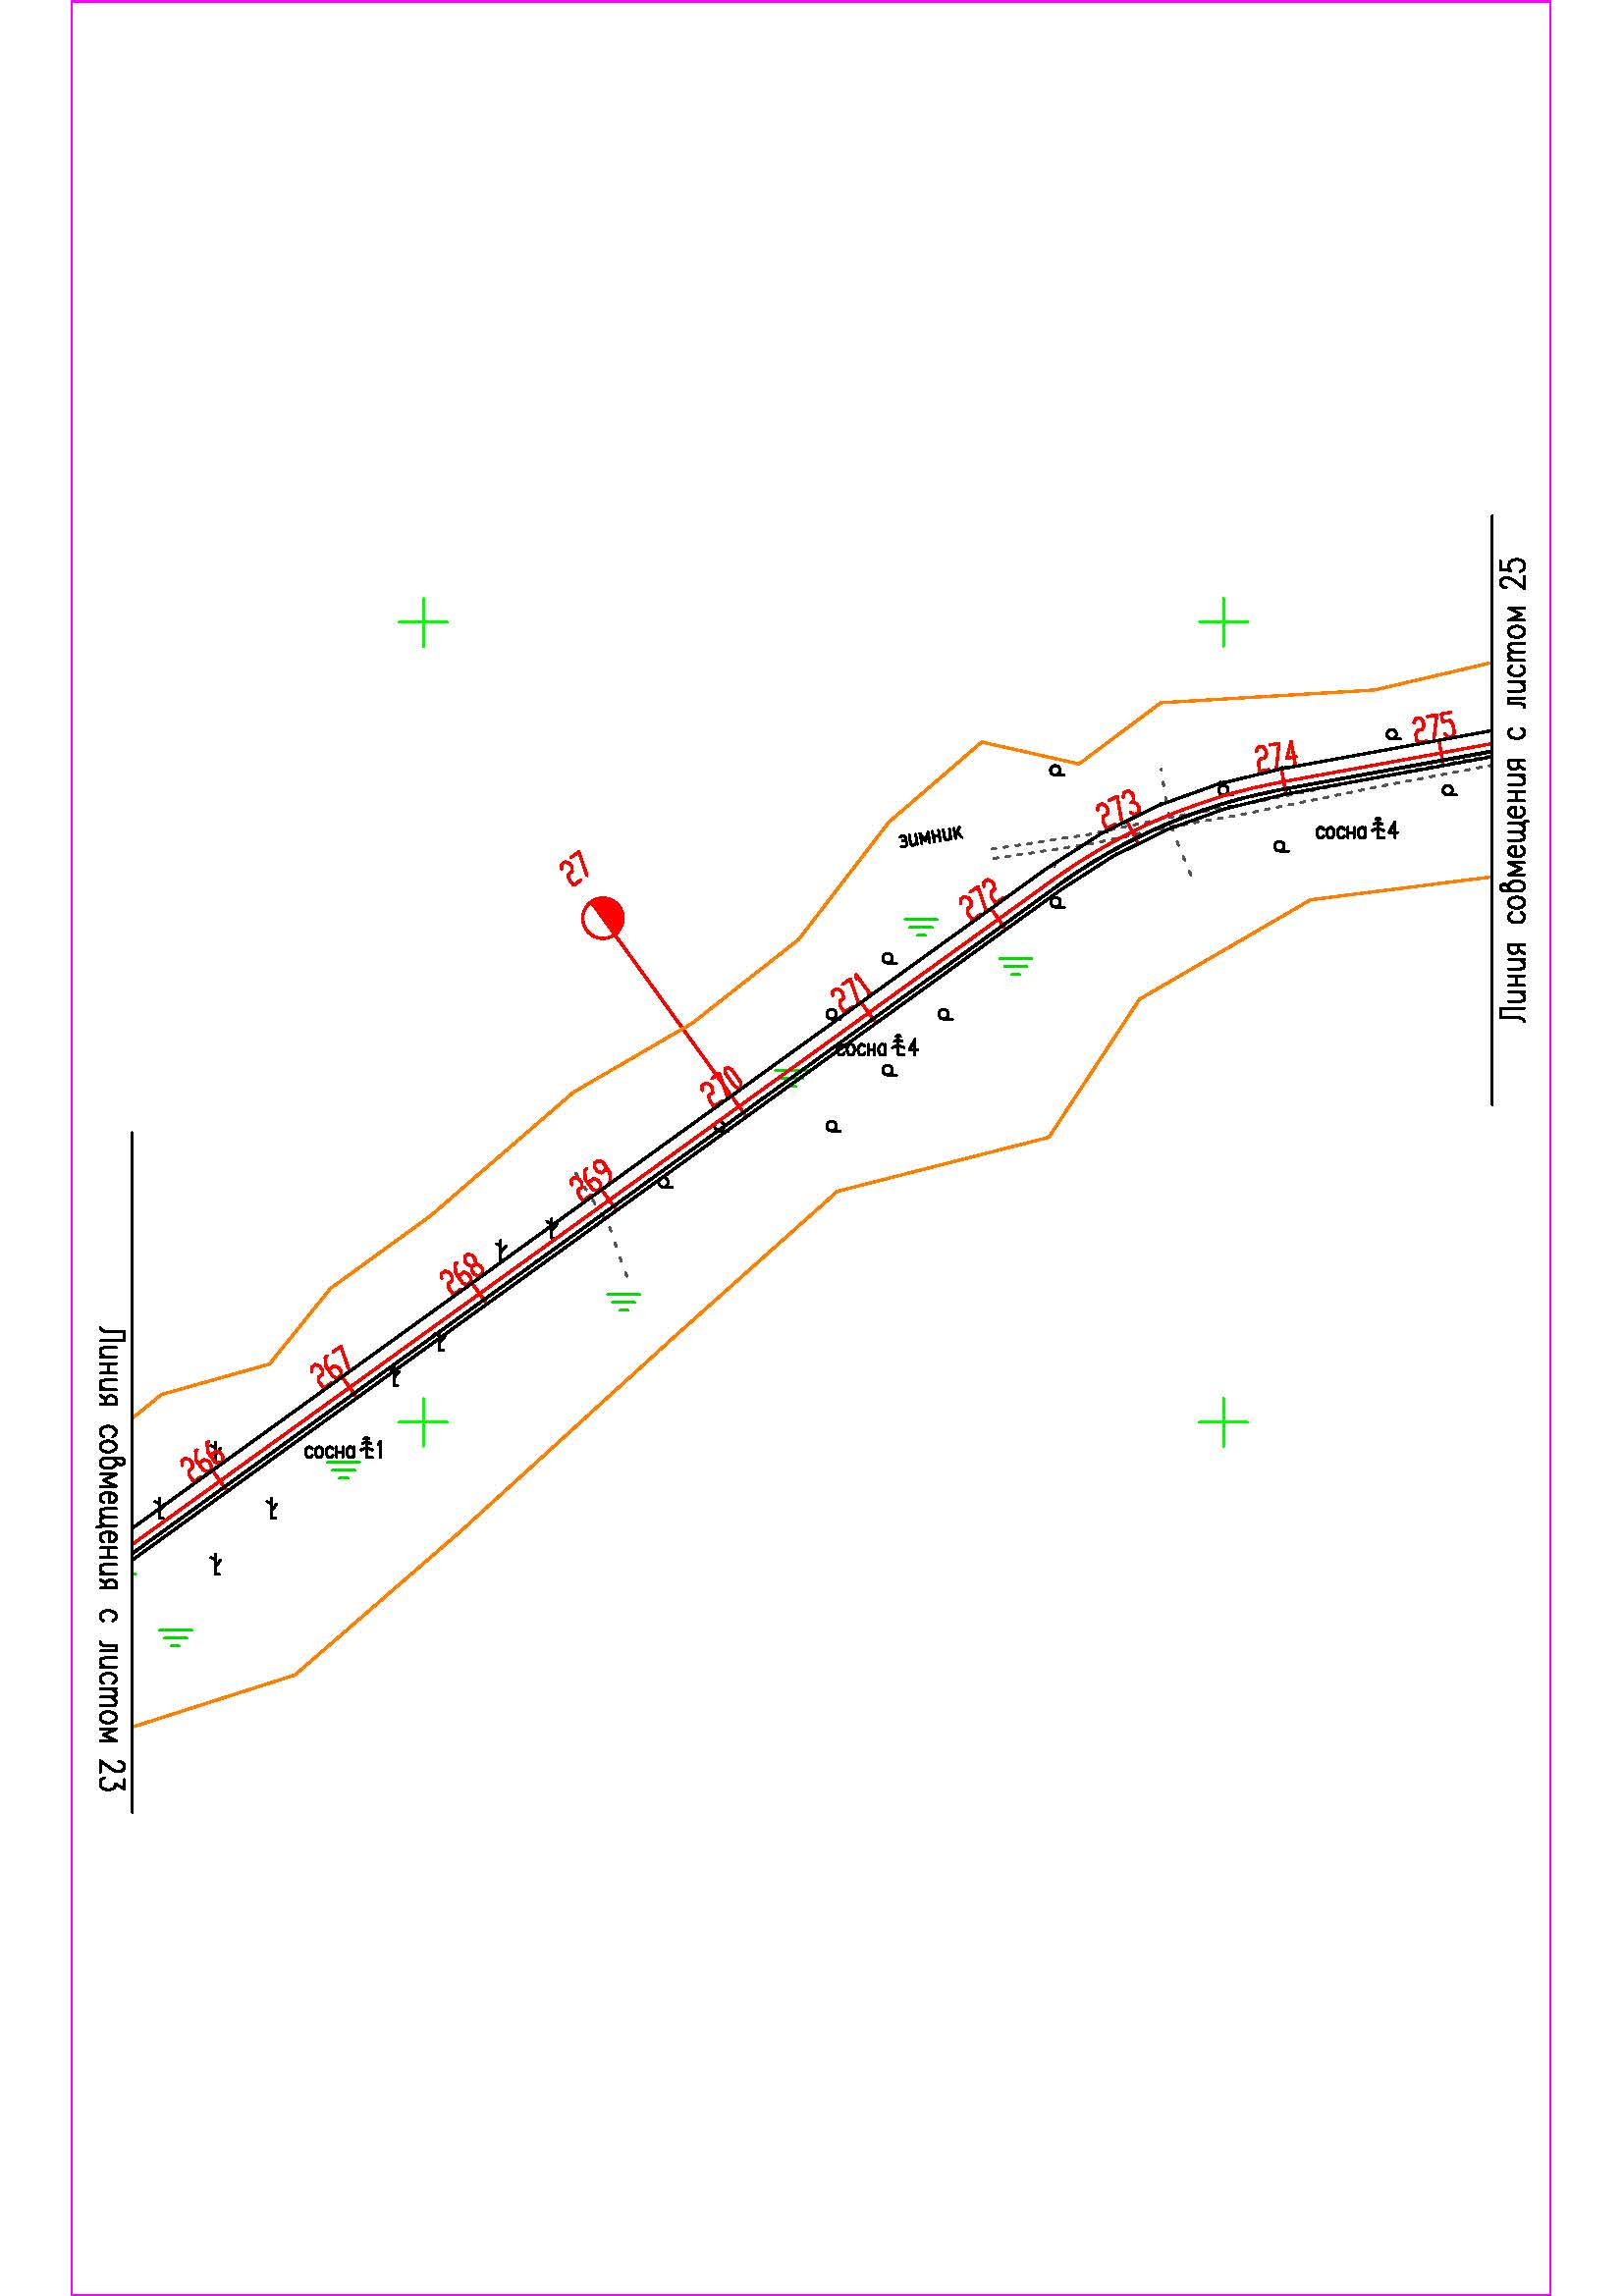 Линия совмещения с листом 25
275
274
273
сосна 4
зимник
27
272
271
сосна 4
270
269
268
267
266
сосна 1
Линия совмещения с листом 23